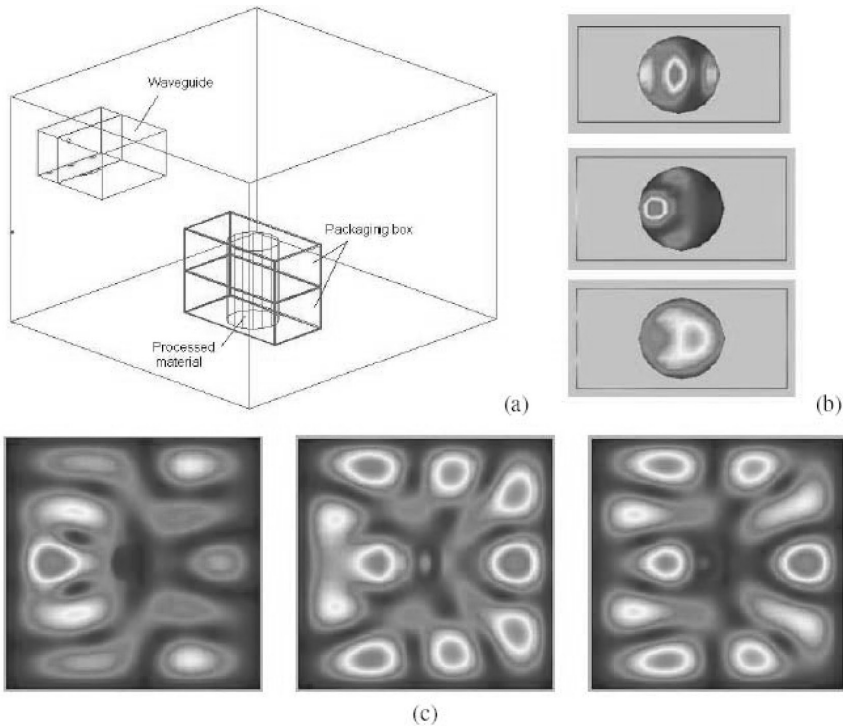 Waveguide
Packaging box
Processed
material
(a)
(b)
(c)